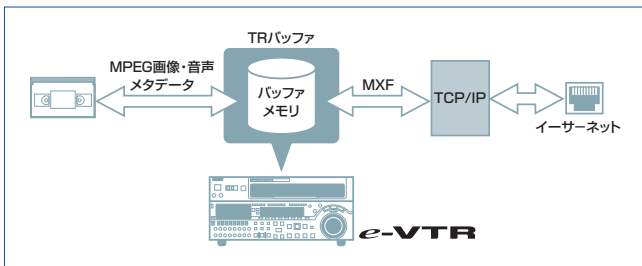 TRバッファ
MPEG画像・音声
メタデータ
バッファ
メモリ
MXF
TCP/IP
イーサーネット
e-VTR